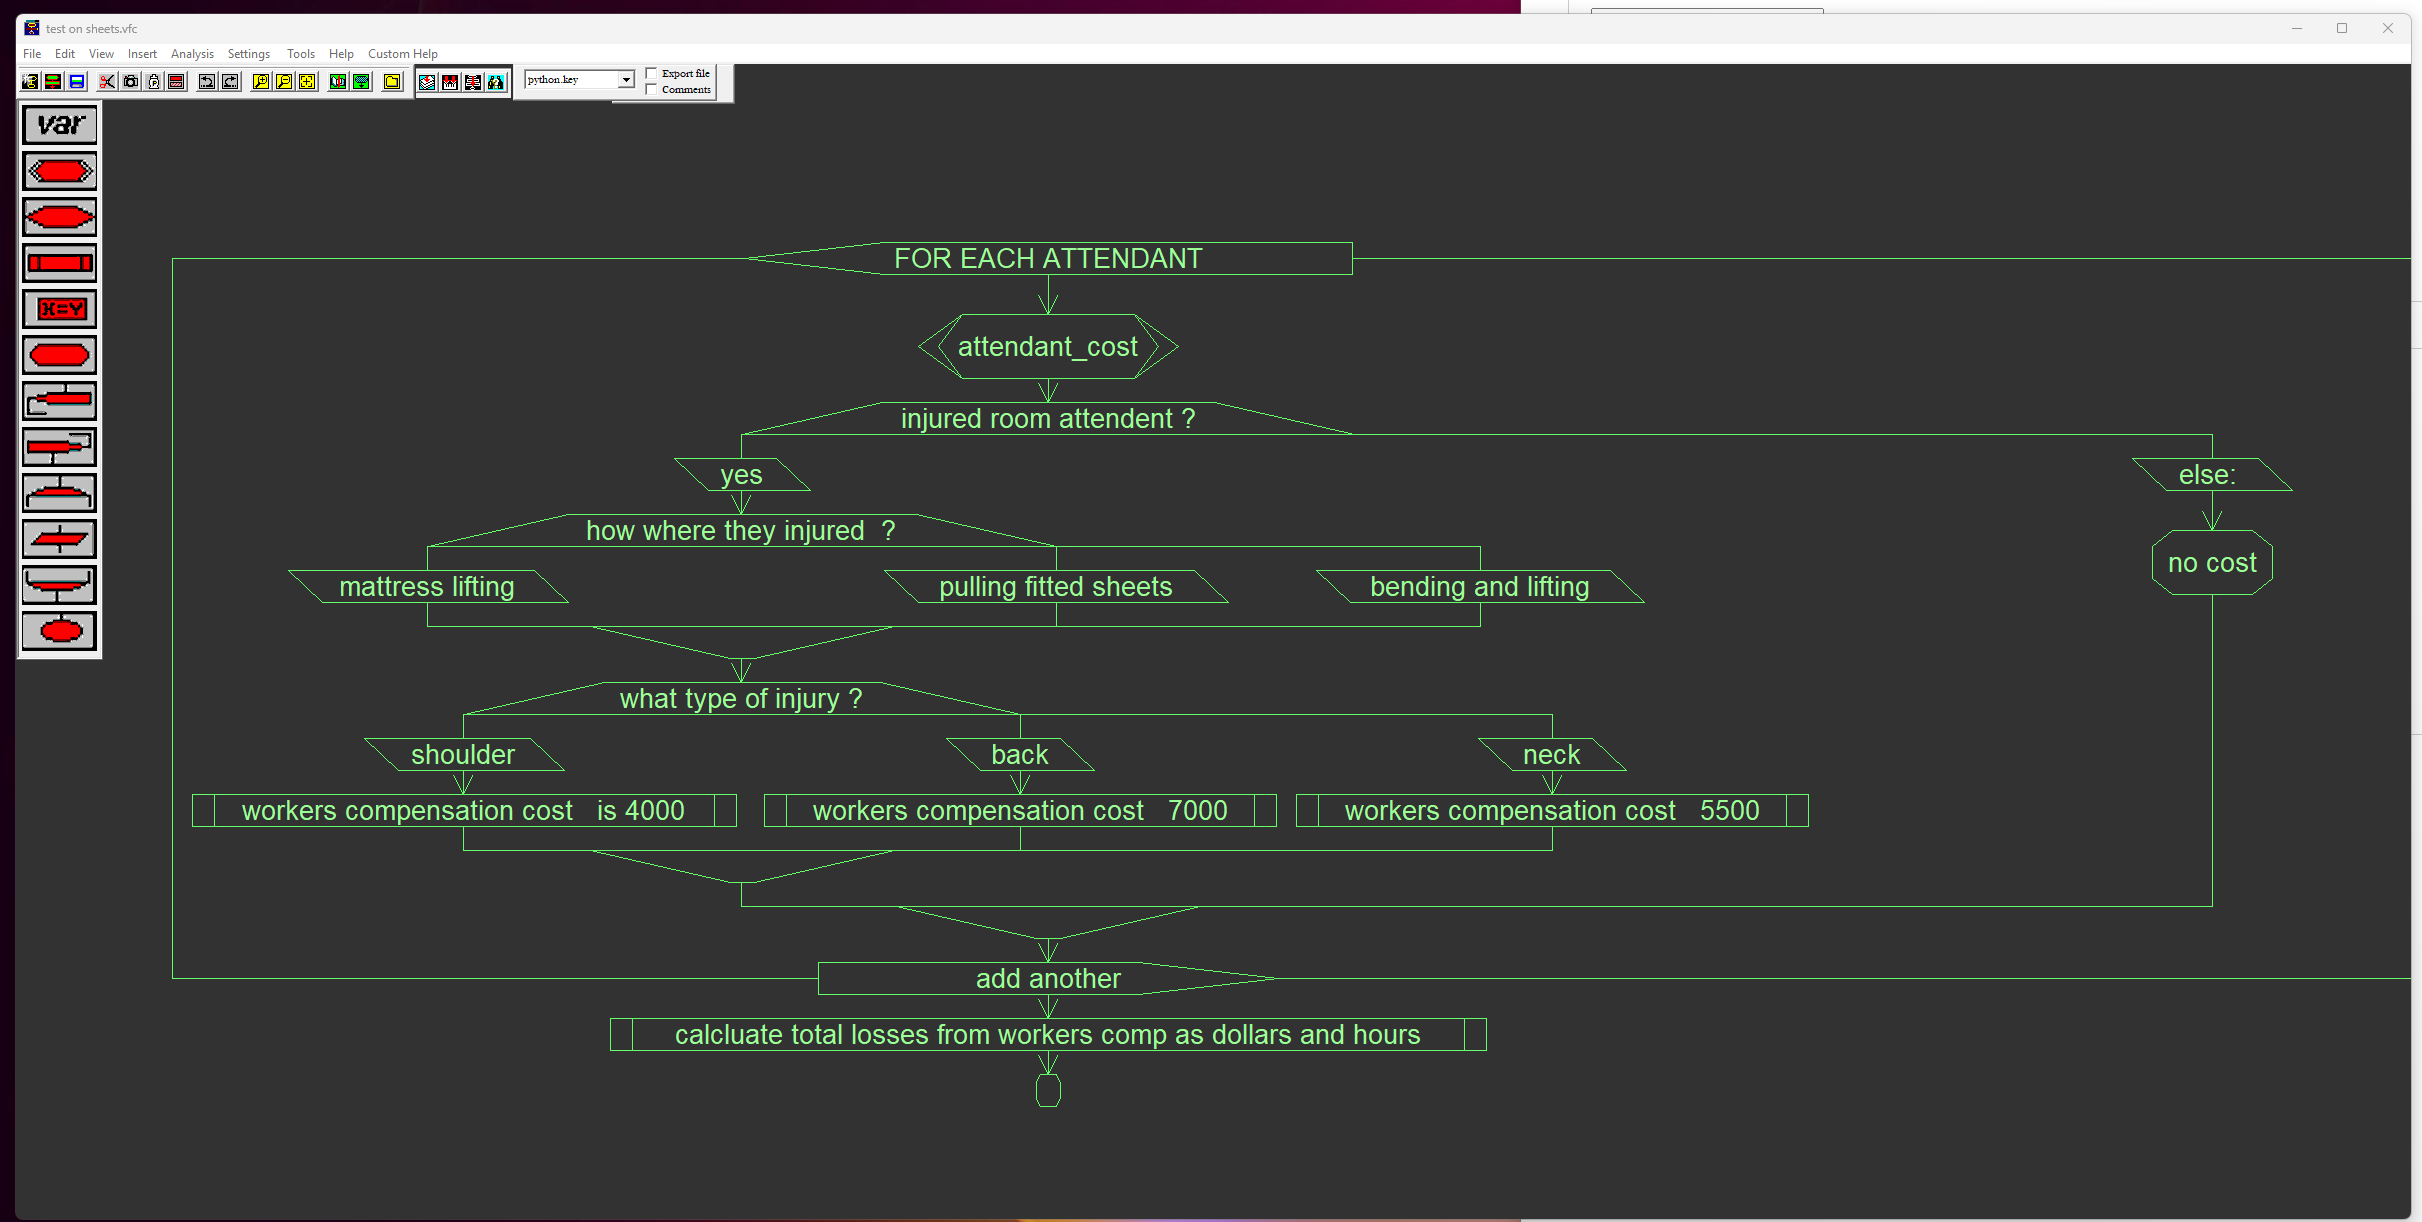 test on sheets.vfc
File Edit View Insert Analysis Settings Tools Help Custom Help
python.key
Export file
Comments
var
X=Y
FOR EACH ATTENDANT
attendant_cost
injured room attendent ?
yes
else:
how where they injured ?
no cost
mattress lifting
pulling fitted sheets
bending and lifting
what type of injury ?
shoulder
back
neck
workers compensation cost is 4000
workers compensation cost 7000
workers compensation cost 5500
add another
calcluate total losses from workers comp as dollars and hours